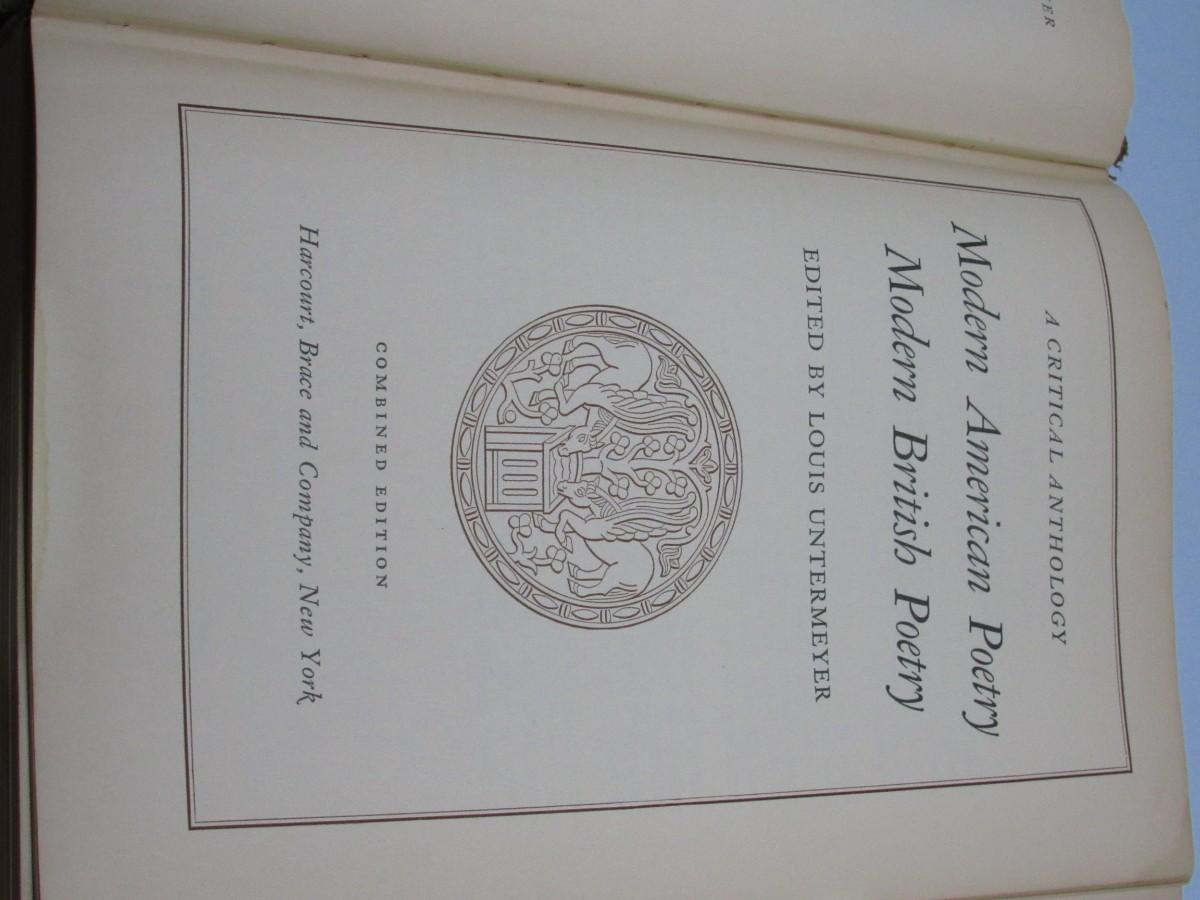 A CRITICAL ANTHOLOGY
Modern American Poetry
Modern British Poetry
EDITED BY LOUIS UNTERMEYER
COMBINED EDITION
Harcourt, Brace and Company, New York